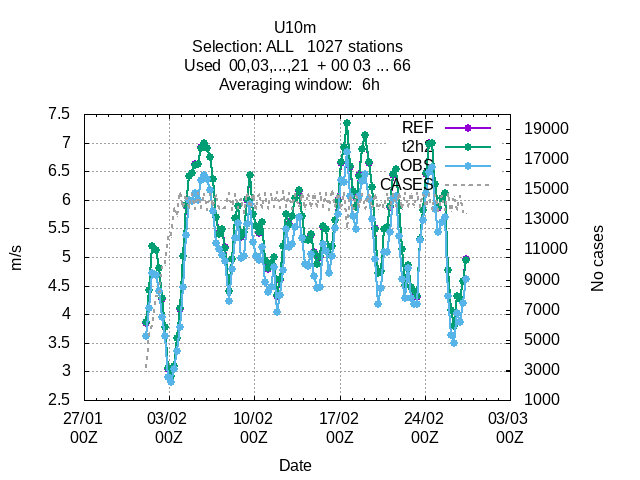 U10m
Selection: ALL   1027 stations
Used  00,03,...,21  + 00 03 ... 66
Averaging window:  6h
7.5
7
6.5
6
5.5
5
4.5
4
3.5
3
2.5
m/s
REF
t2hz
OBS
CASES
19000
17000
15000
13000
11000
9000
7000
5000
3000
1000
No cases
27/01 03/02 10/02 17/02 24/02 03/03
00Z 00Z 00Z 00Z 00Z 00Z
Date